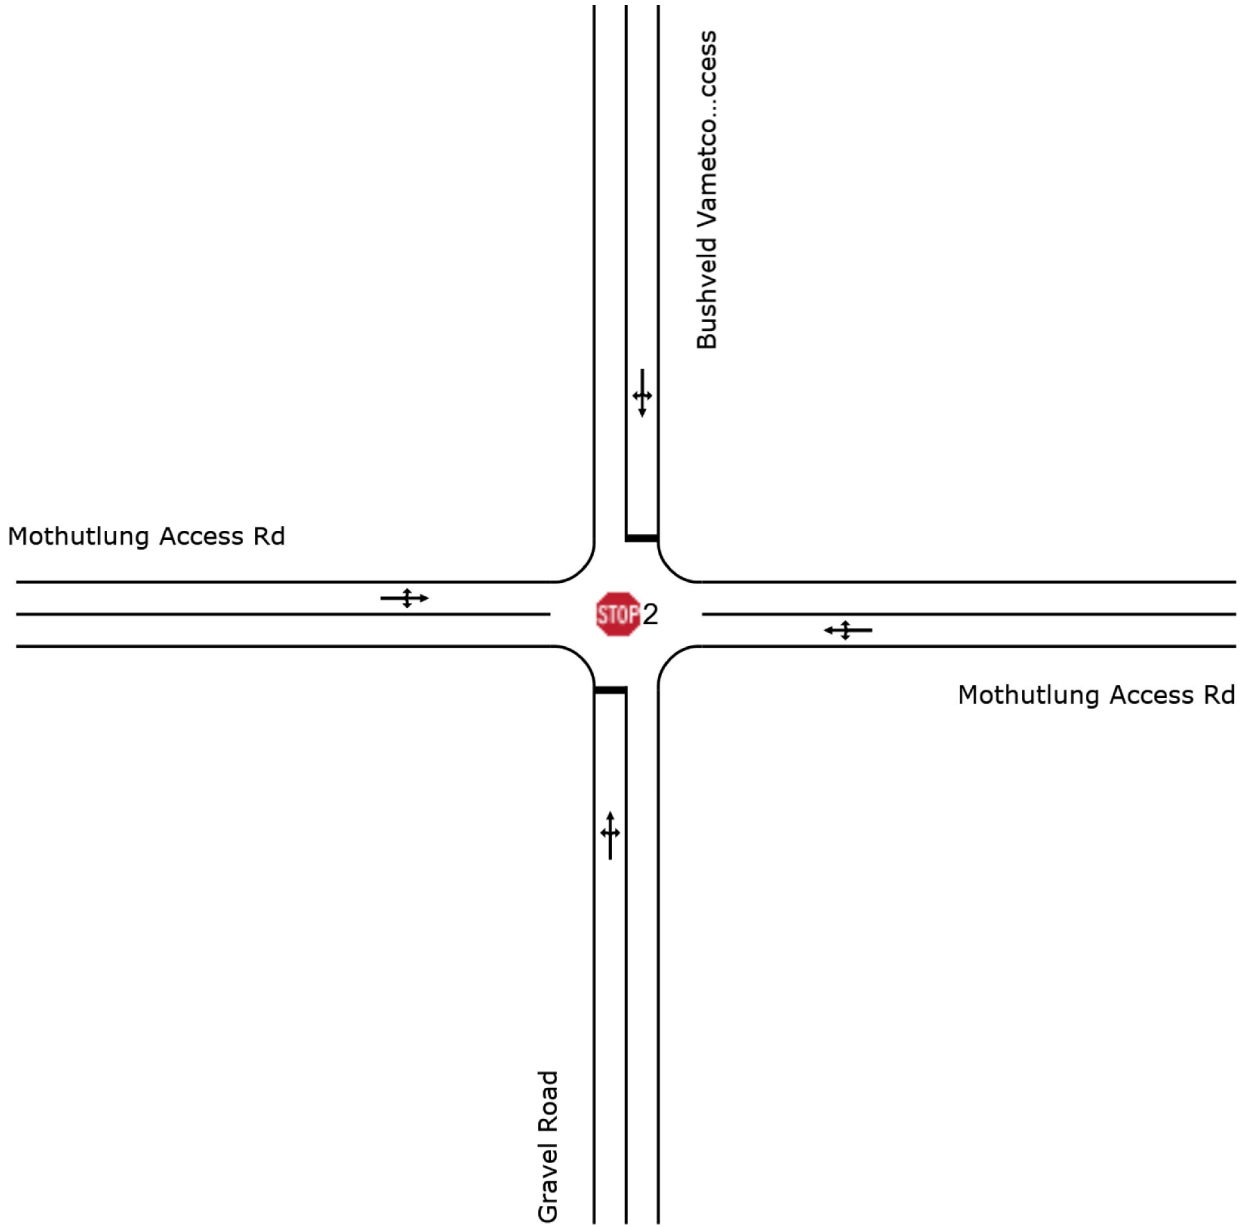 Bushveld Vametco...ccess
Mothutlung Access Rd
STOP 2
Mothutlung Access Rd
Gravel Road